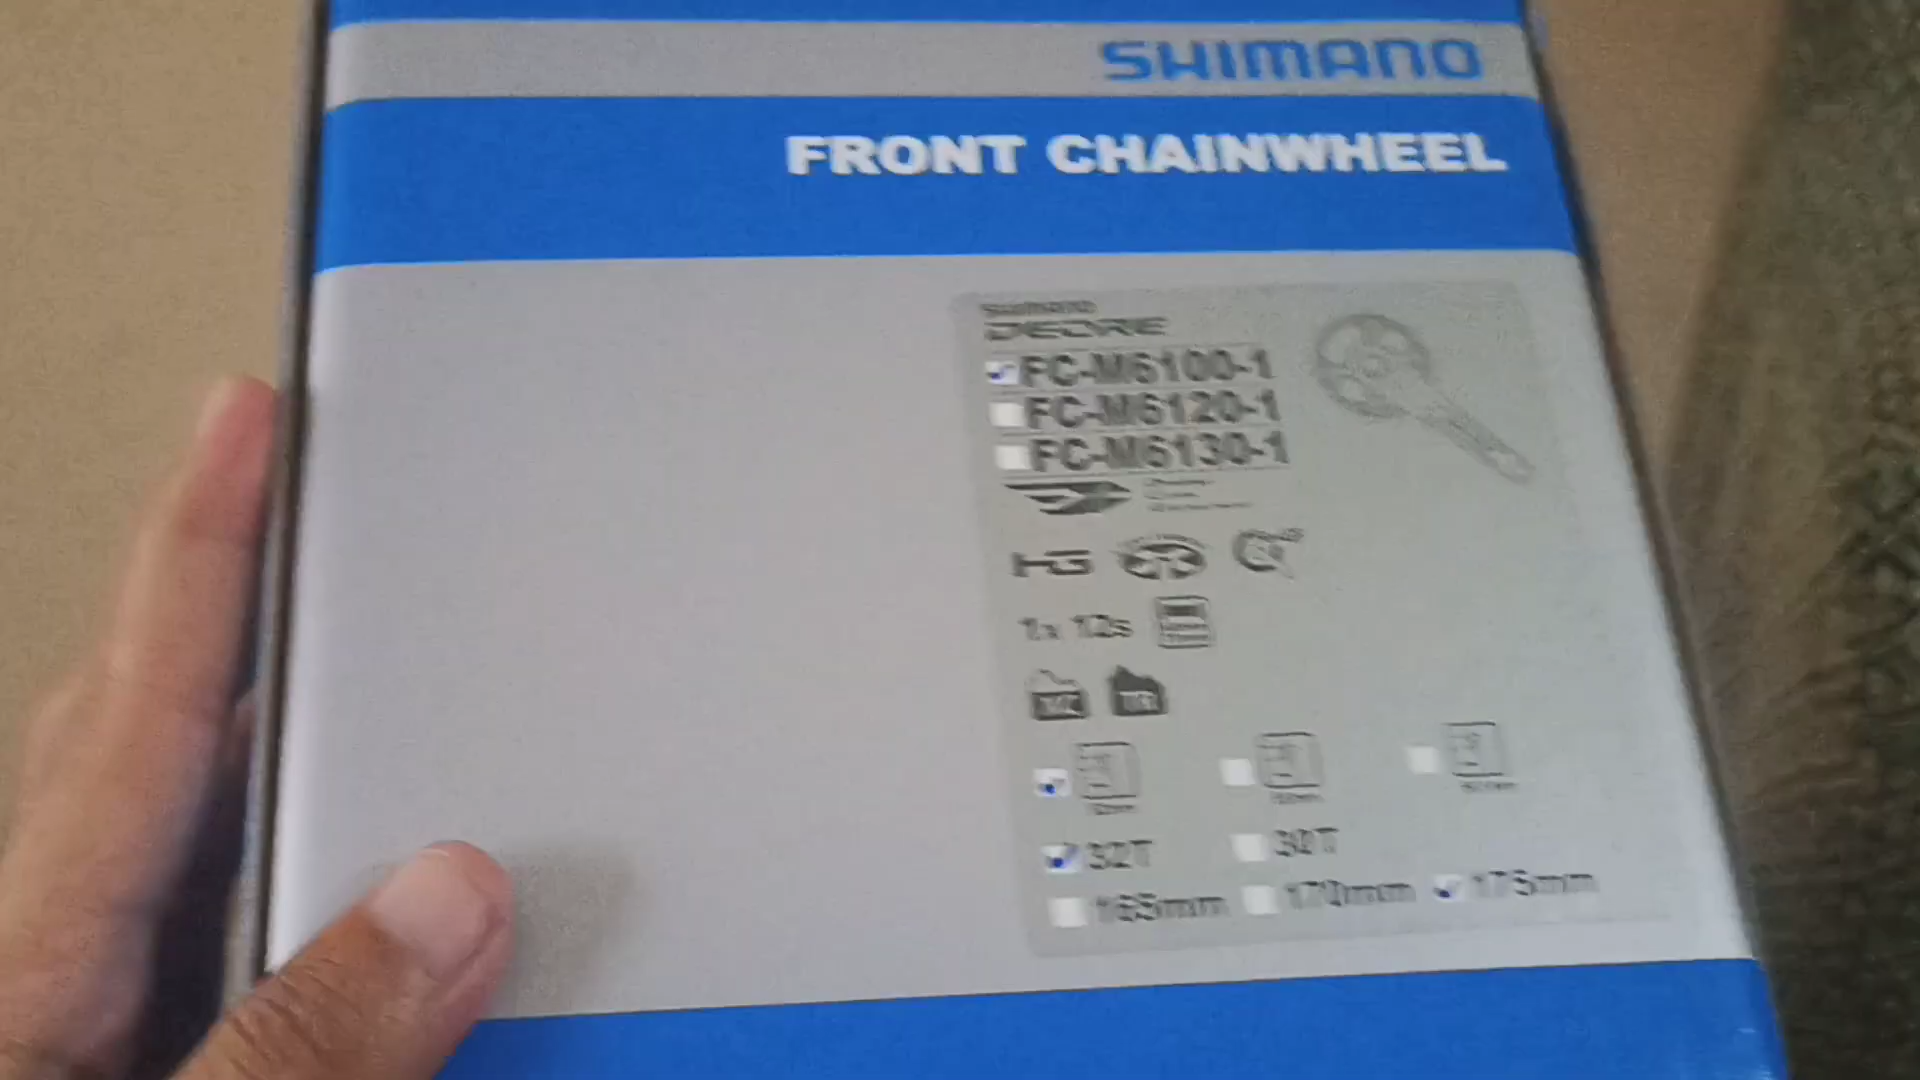 SHIMANO
FRONT CHAINWHEEL
SHIMANO
DEORE
FC-M6100-1
FC-M6120-1
FC-M6130-1
HG
1x 12s
32T 30T
165mm 170mm 175mm